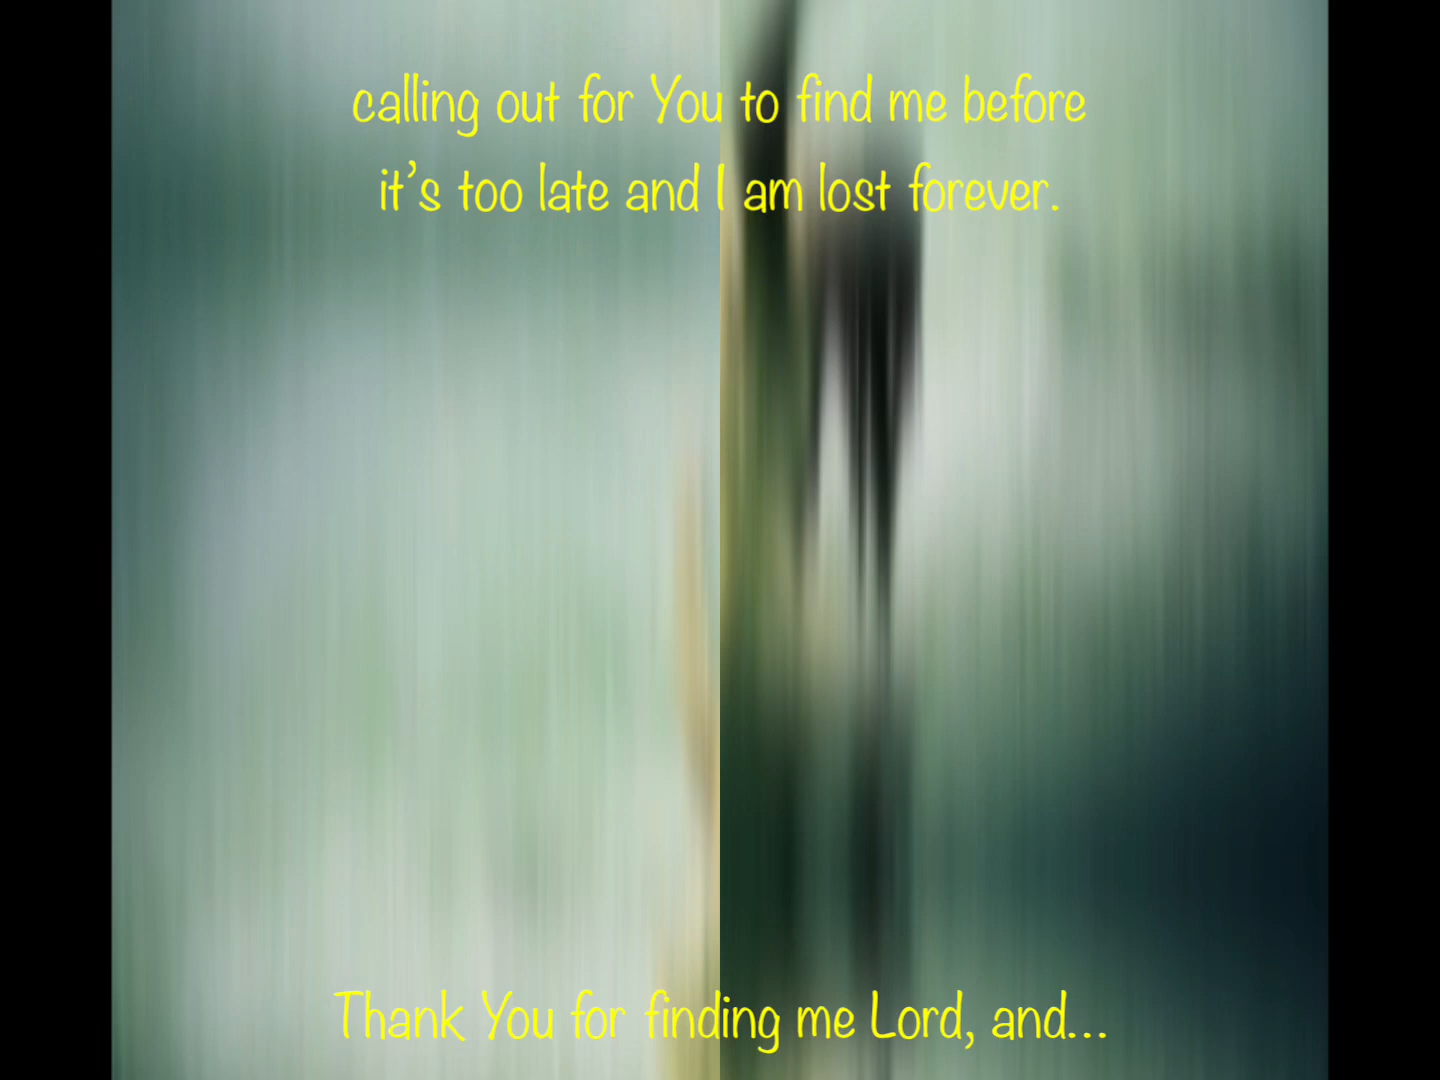 calling out for You to find me before
it's too late and I am lost forever.
Thank You for finding me Lord, and...